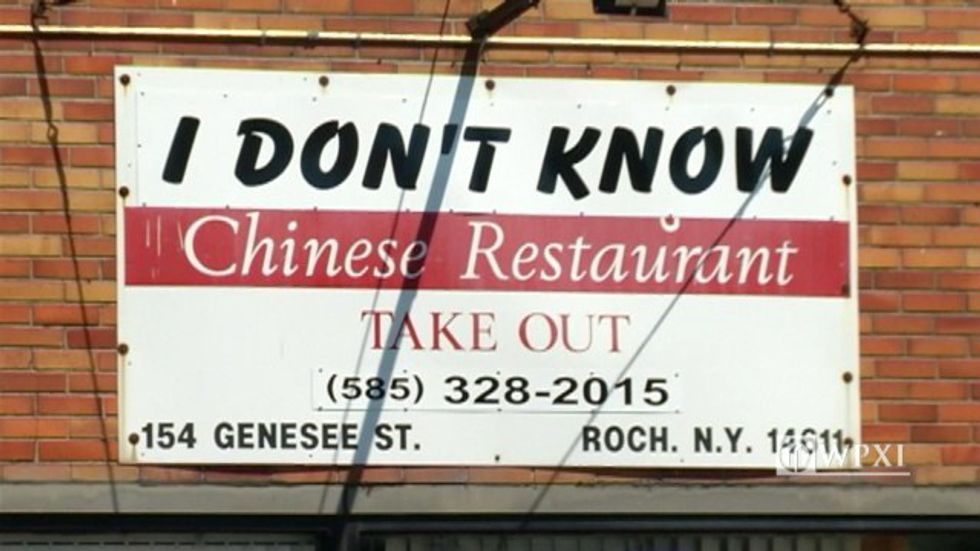 I DON'T KNOW
Chinese Restaurant
TAKE OUT
(585) 328-2015
154 GENESEE ST. ROCH. N.Y. 14611
WPXI